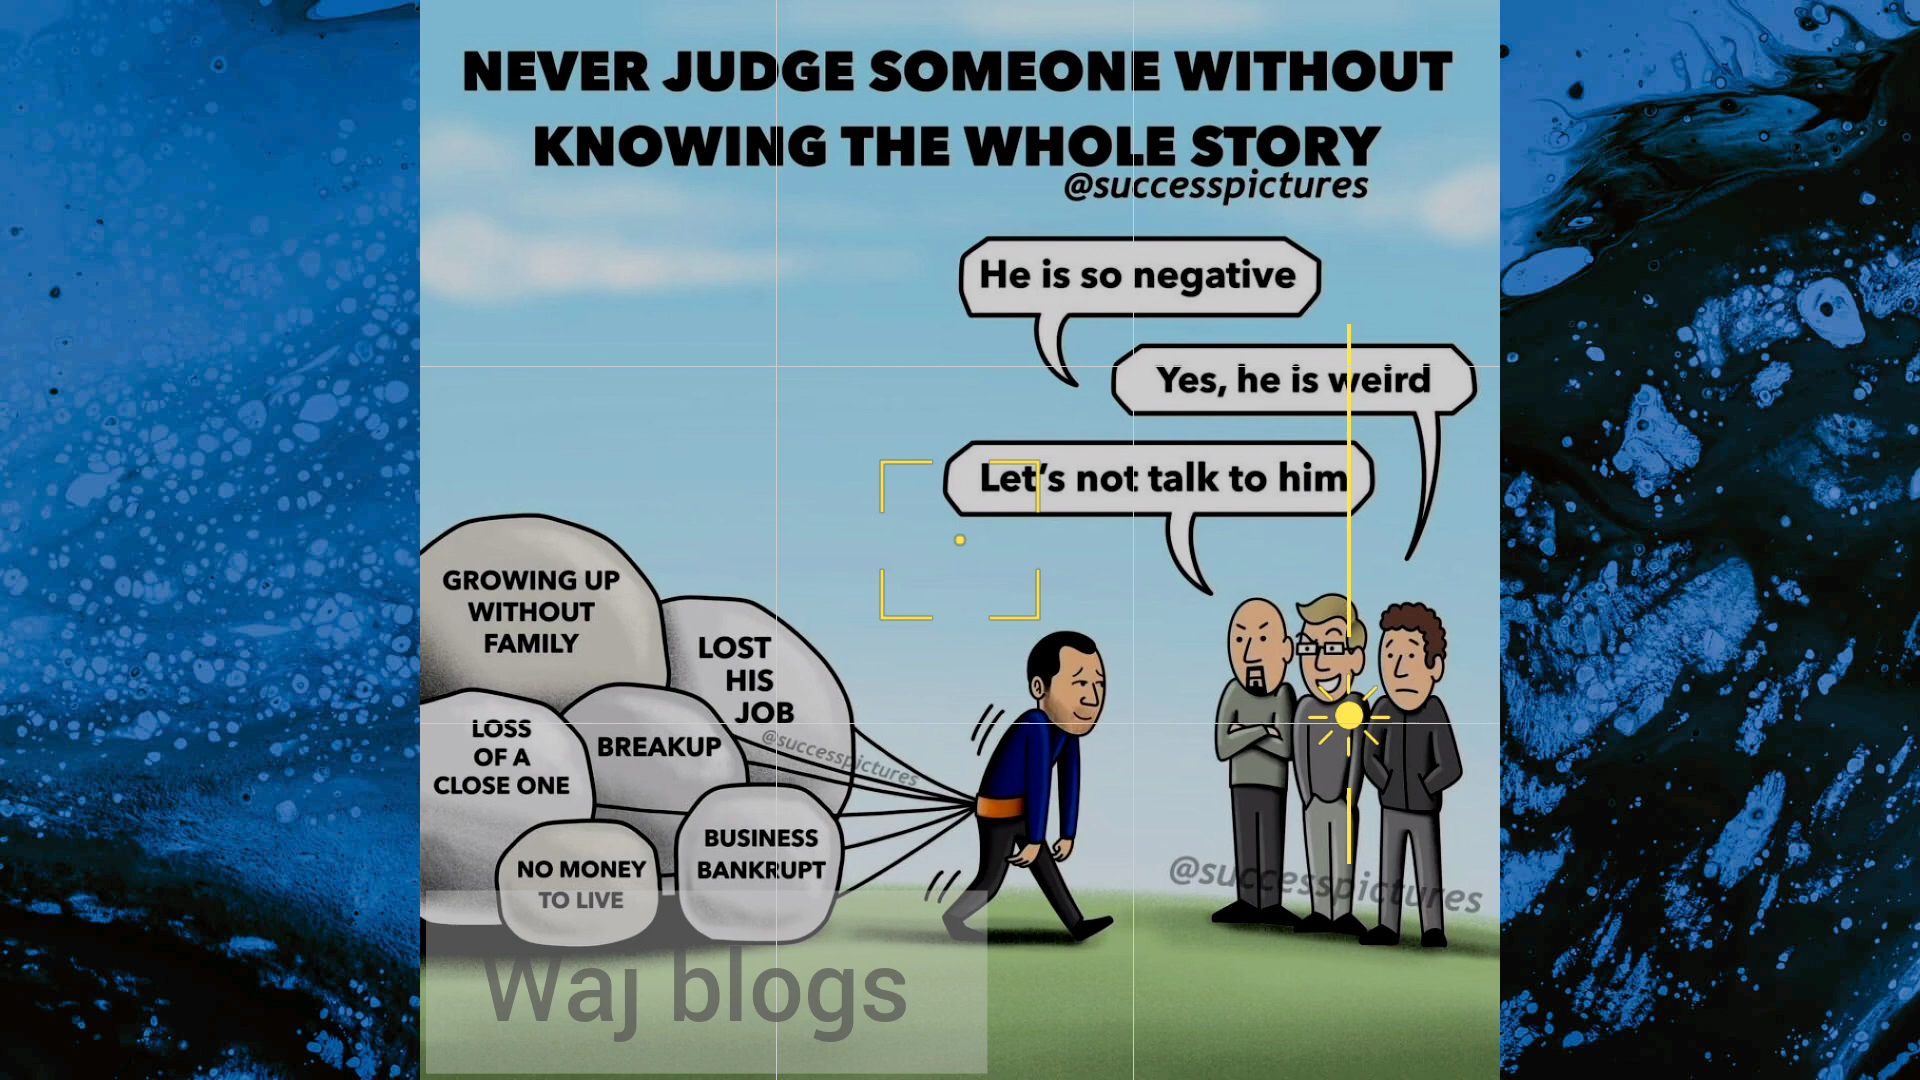 NEVER JUDGE SOMEONE WITHOUT
KNOWING THE WHOLE STORY
@successpictures
He is so negative
Yes, he is weird
Let's not talk to him
GROWING UP
WITHOUT
FAMILY
LOST
HIS
JOB
LOSS
OF A
CLOSE ONE
BREAKUP
@successpictures
BUSINESS
BANKRUPT
NO MONEY
TO LIVE
@successpictures
Waj blogs